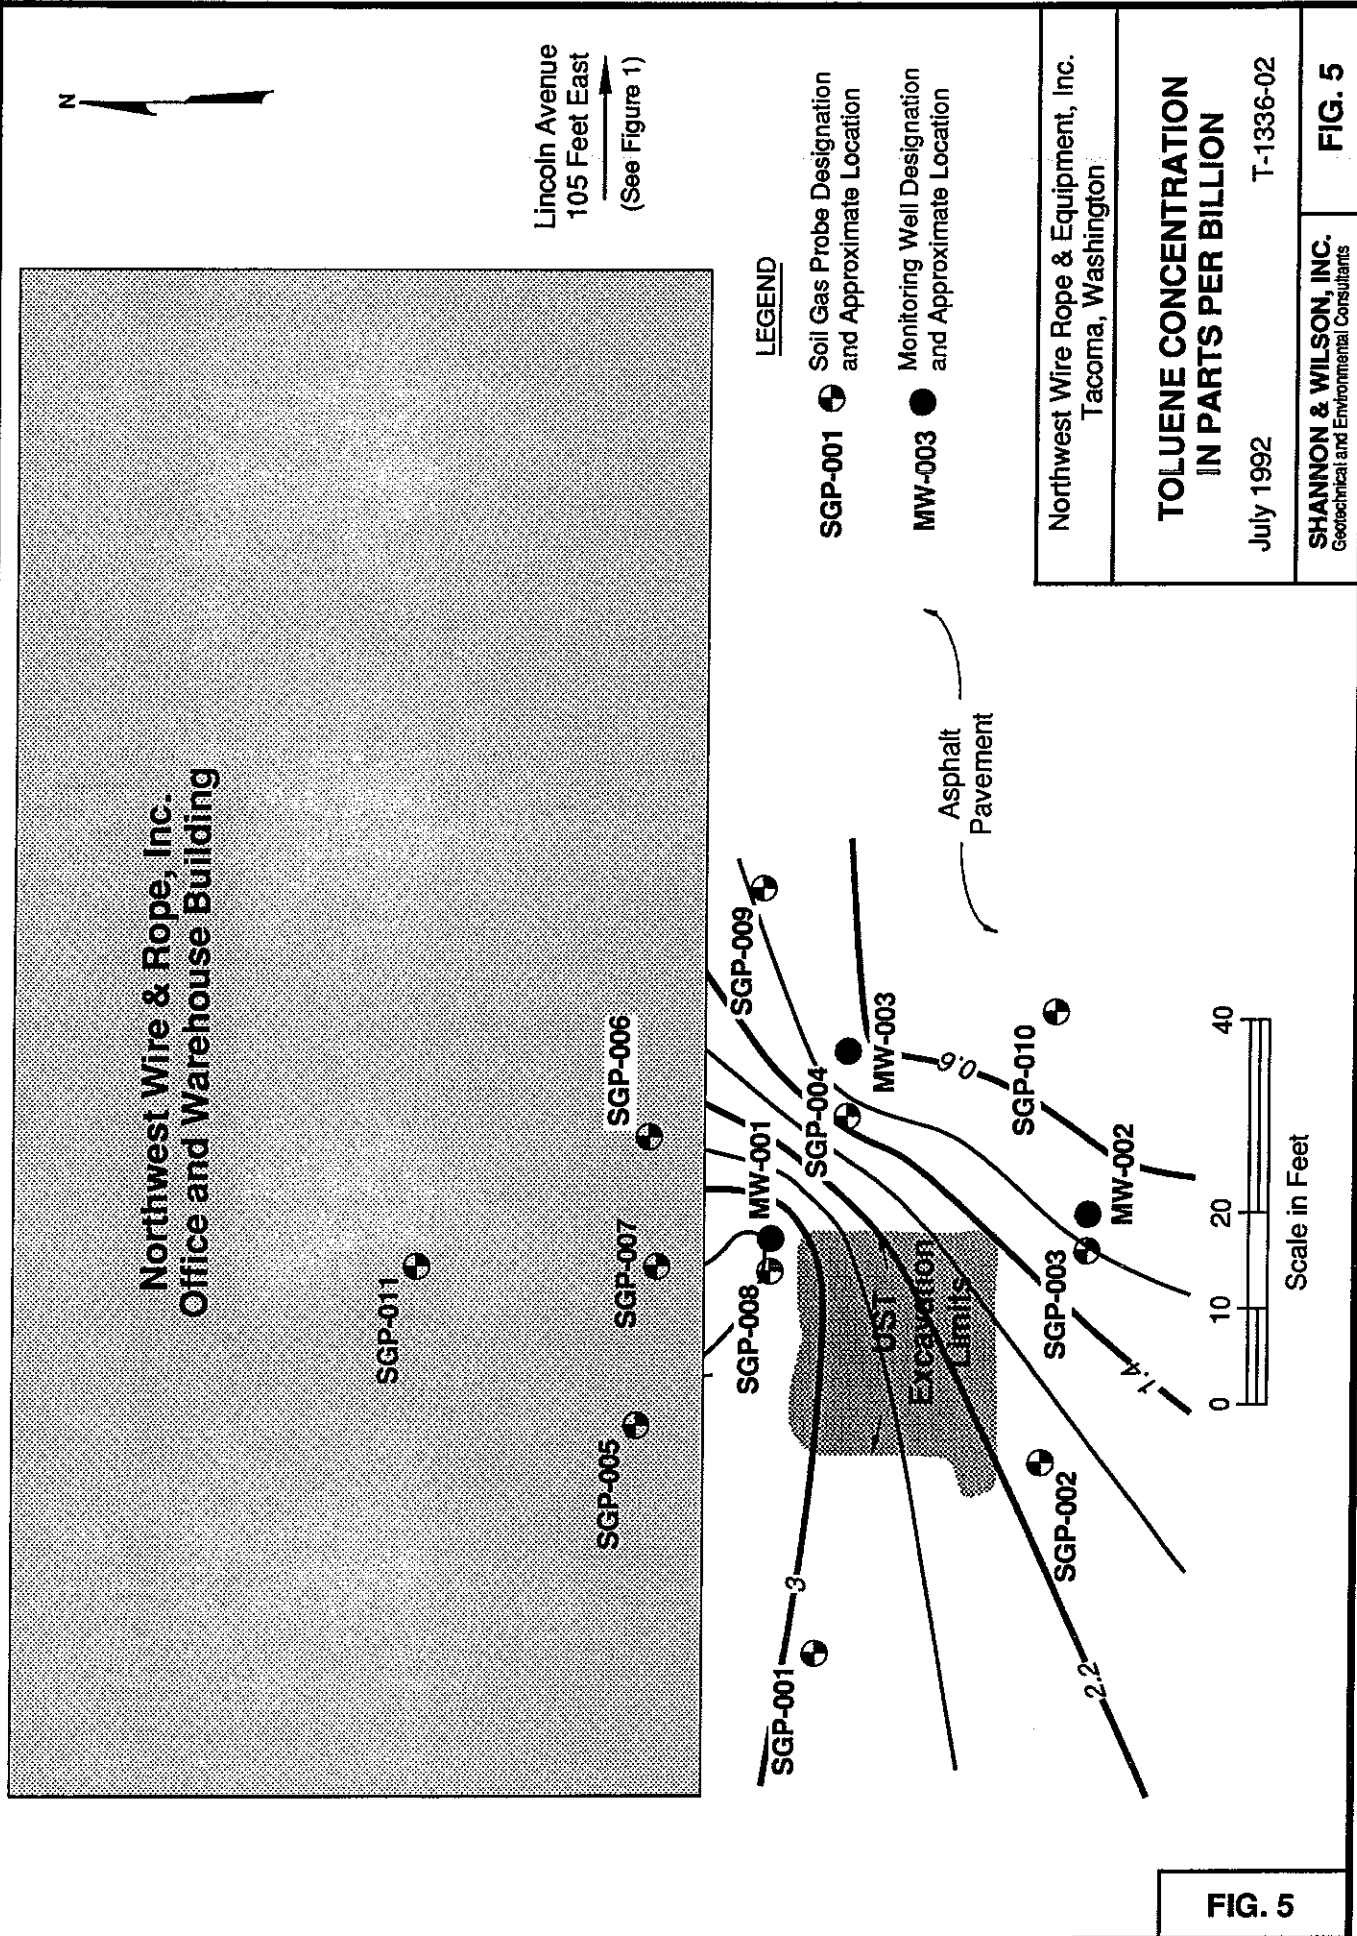 N
Lincoln Avenue
105 Feet East
(See Figure 1)
Northwest Wire & Rope, Inc.
Office and Warehouse Building
SGP-011
SGP-005
SGP-007
SGP-006
SGP-001
3
SGP-008
MW-001
SGP-009
SGP-004
MW-003
UST
Excavation
Limits
0.6
SGP-010
SGP-002
SGP-003
MW-002
2.2
1.4
Asphalt
Pavement
0
10
20
40
Scale in Feet
LEGEND
SGP-001 Soil Gas Probe Designation
and Approximate Location
MW-003 Monitoring Well Designation
and Approximate Location
Northwest Wire Rope & Equipment, Inc.
Tacoma, Washington
TOLUENE CONCENTRATION
IN PARTS PER BILLION
July 1992 T-1336-02
SHANNON & WILSON, INC.
Geotechnical and Environmental Consultants
FIG. 5
FIG. 5